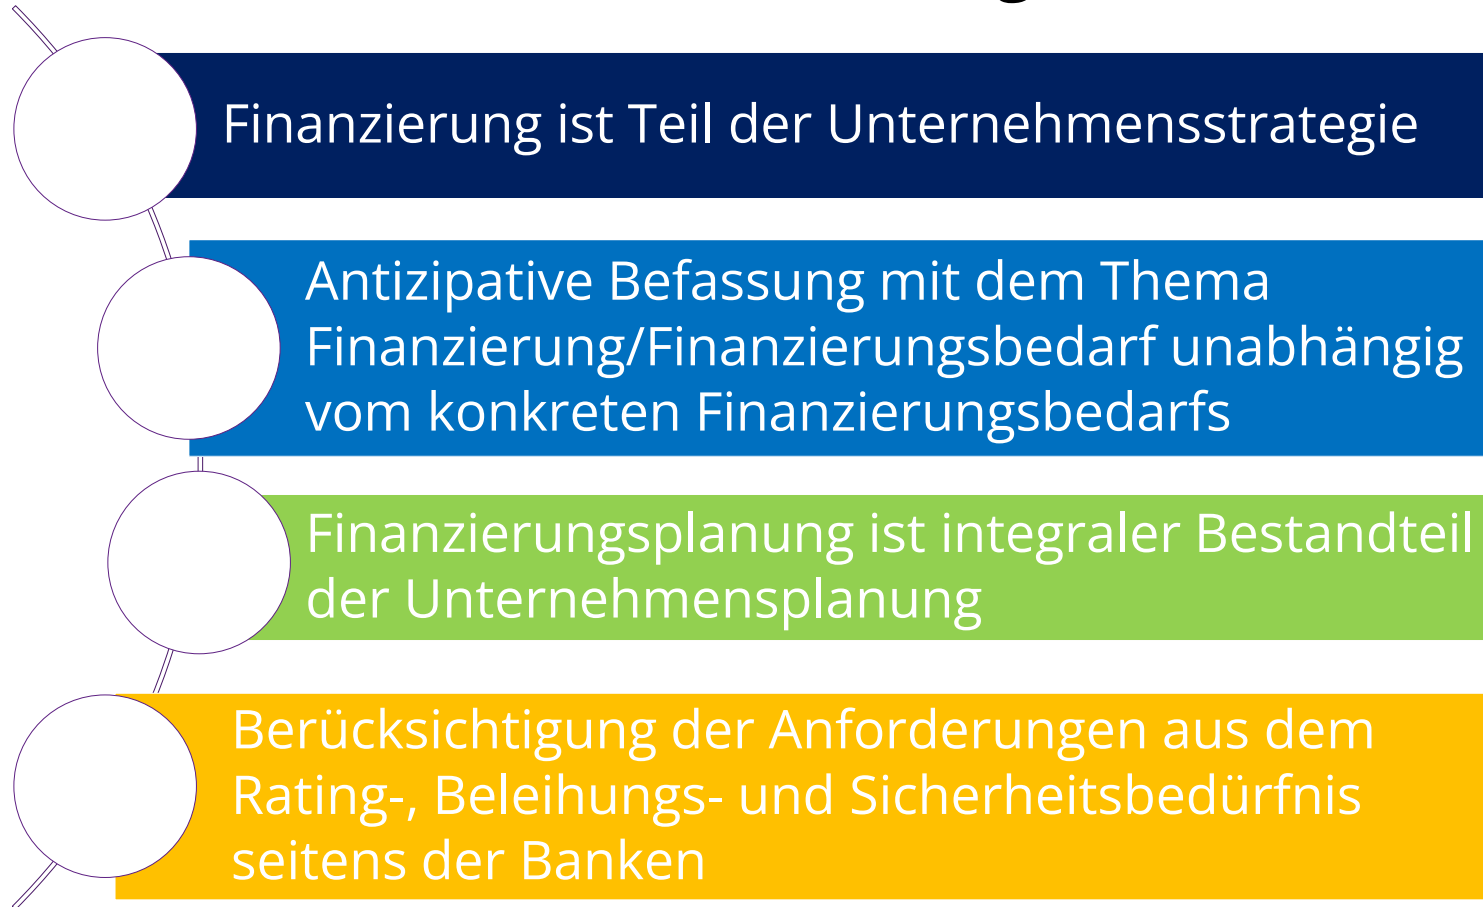 Finanzierung ist Teil der Unternehmensstrategie
Antizipative Befassung mit dem Thema
Finanzierung/Finanzierungsbedarf unabhängig
vom konkreten Finanzierungsbedarfs
Finanzierungsplanung ist integraler Bestandteil
der Unternehmensplanung
Berücksichtigung der Anforderungen aus dem
Rating-, Beleihungs- und Sicherheitsbedürfnis
seitens der Banken